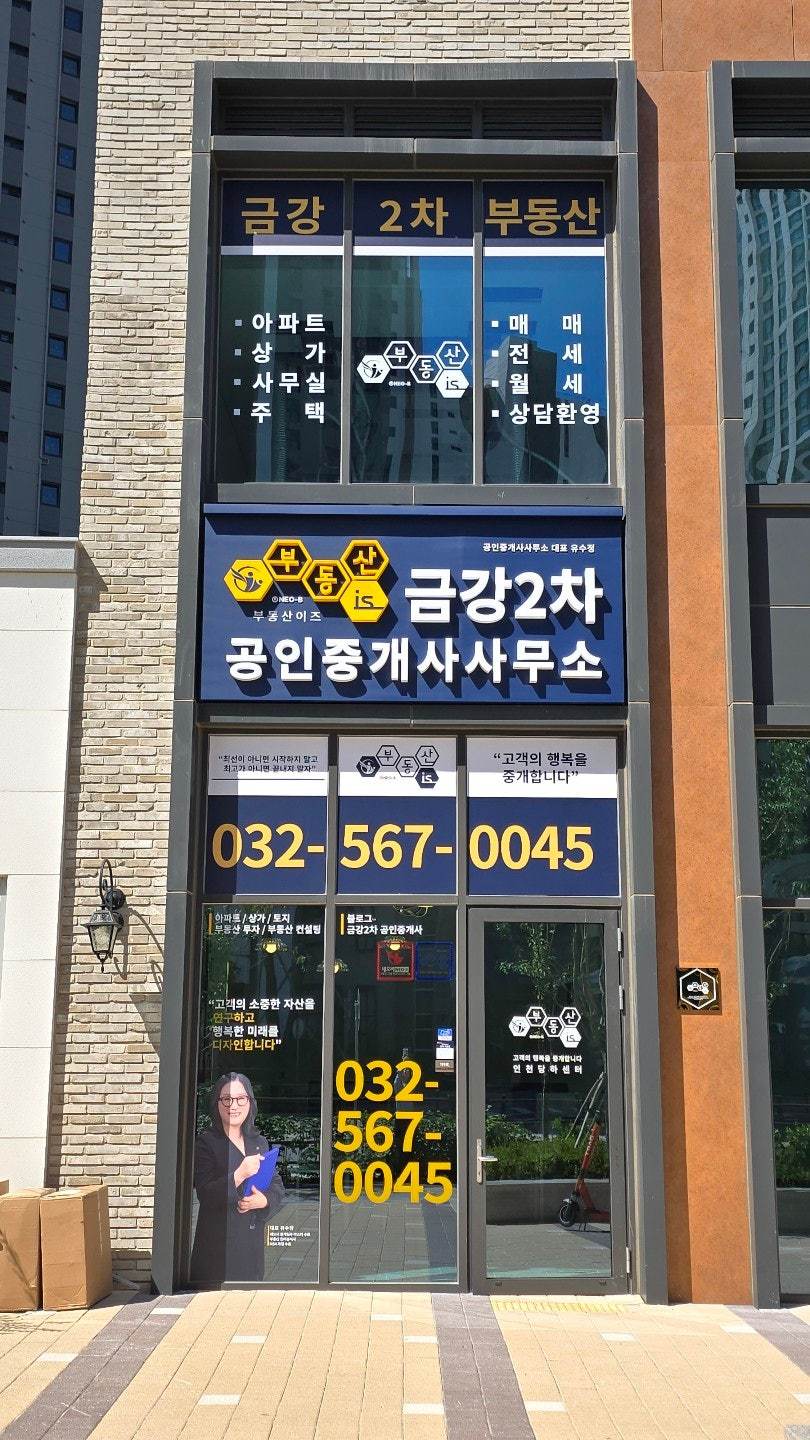 금강 2차 부동산
아파트
상 가
사무실
주 택
부동산
is
©NEO-B
매 매
전 세
월 세
상담환영
부동산
is
©NEO-B
부동산이즈
공인중개사사무소 대표 유수정
금강2차
공인중개사사무소
“최선이 아니면 시작하지 말고
최고가 아니면 끝내지 말자”
부동산
is
“고객의 행복을
중개합니다”
032-567-0045
아파트 / 상가 / 토지
부동산 투자 / 부동산 컨설팅
블로그-
금강2차 공인중개사
“고객의 소중한 자산을
연구하고
행복한 미래를
디자인합니다”
032-
567-
0045
대표 유수정
부동산
is
고객의 행복을 중개합니다
인천당하센터